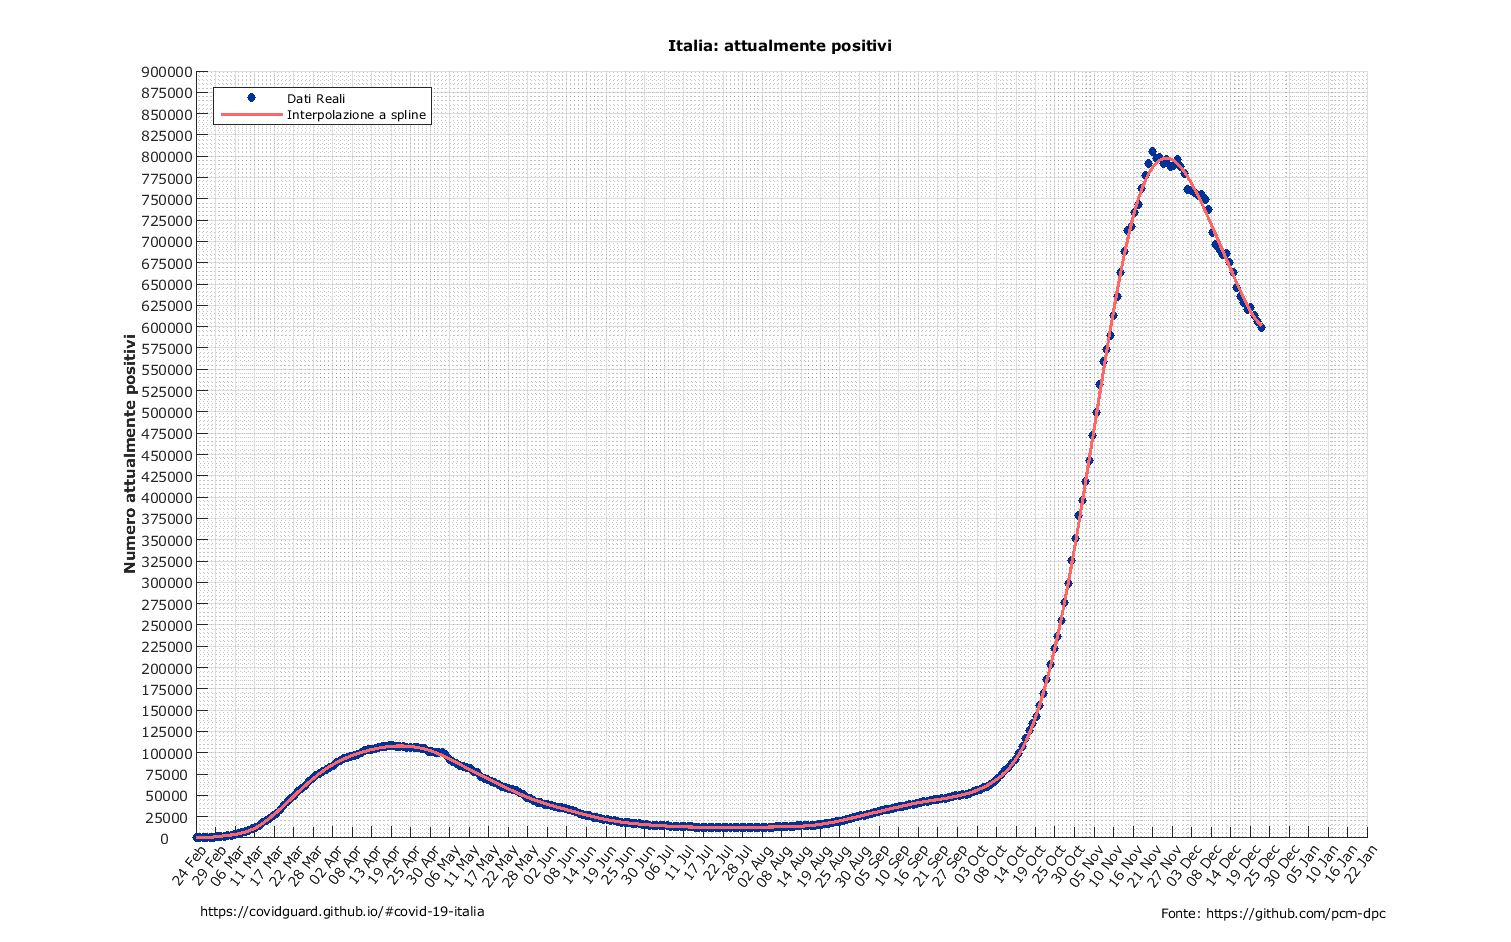 Italia: attualmente positivi
Dati Reali
Interpolazione a spline
Numero attualmente positivi
900000
875000
850000
825000
800000
775000
750000
725000
700000
675000
650000
625000
600000
575000
550000
525000
500000
475000
450000
425000
400000
375000
350000
325000
300000
275000
250000
225000
200000
175000
150000
125000
100000
75000
50000
25000
0
24 Feb
29 Feb
06 Mar
11 Mar
17 Mar
22 Mar
28 Mar
02 Apr
08 Apr
13 Apr
19 Apr
25 Apr
30 Apr
06 May
11 May
17 May
22 May
28 May
02 Jun
08 Jun
14 Jun
19 Jun
25 Jun
30 Jun
06 Jul
11 Jul
17 Jul
22 Jul
28 Jul
02 Aug
08 Aug
14 Aug
19 Aug
25 Aug
30 Aug
05 Sep
10 Sep
16 Sep
21 Sep
27 Sep
03 Oct
08 Oct
14 Oct
19 Oct
25 Oct
30 Oct
05 Nov
10 Nov
16 Nov
21 Nov
27 Nov
03 Dec
08 Dec
14 Dec
19 Dec
25 Dec
30 Dec
05 Jan
10 Jan
16 Jan
22 Jan
https://covidguard.github.io/#covid-19-italia
Fonte: https://github.com/pcm-dpc